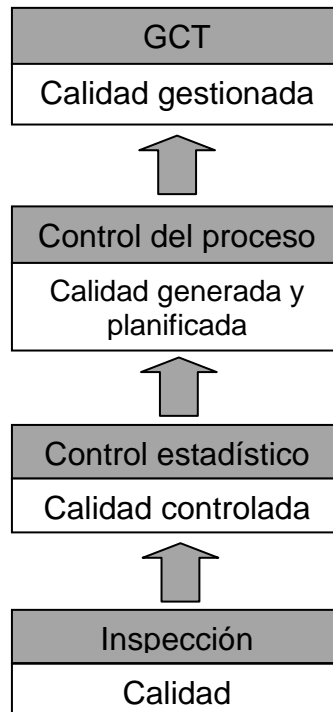 GCT
Calidad gestionada
Control del proceso
Calidad generada y
planificada
Control estadístico
Calidad controlada
Inspección
Calidad